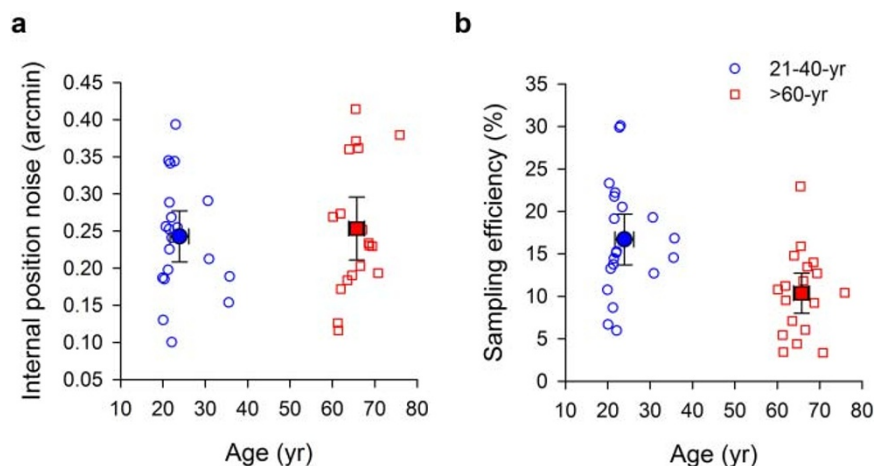 a
Internal position noise (arcmin)
0.45
0.40
0.35
0.30
0.25
0.20
0.15
0.10
0.05
10 20 30 40 50 60 70 80
Age (yr)
b
21-40-yr
>60-yr
Sampling efficiency (%)
35
30
25
20
15
10
5
0
10 20 30 40 50 60 70 80
Age (yr)